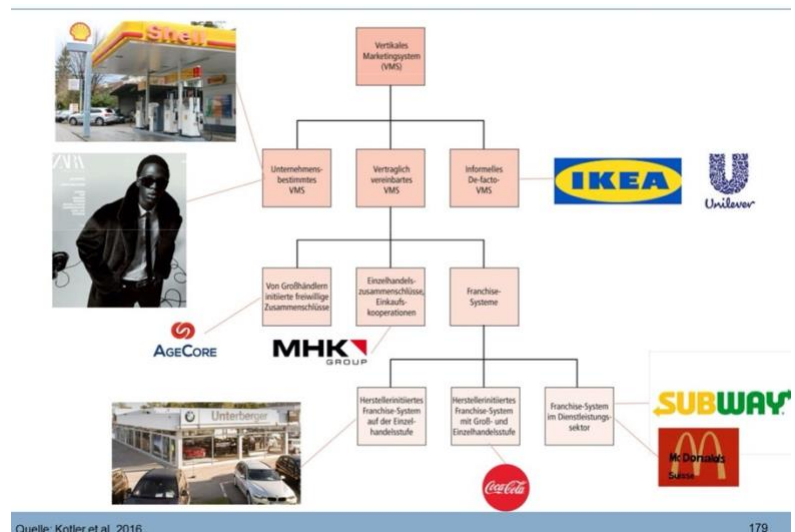 Shell
Vertikales
Marketingsystem
(VMS)
Unternehmens-
bestimmtes
VMS
Vertraglich
vereinbartes
VMS
Informelles
De-facto-
VMS
IKEA
Unilever
Von Großhändlern
initiierte freiwillige
Zusammenschlüsse
Einzelhandels-
zusammenschlüsse,
Einkaufs-
kooperationen
Franchise-
Systeme
AGECORE
MHK
GROUP
Unterberger
Herstellerinitiiertes
Franchise-System
auf der Einzel-
handelsstufe
Herstellerinitiiertes
Franchise-System
mit Groß- und
Einzelhandelsstufe
Franchise-System
im Dienstleistungs-
sektor
SUBWAY
McDonalds
Suisse
Coca-Cola
Quelle: Kotler et al. 2016
179